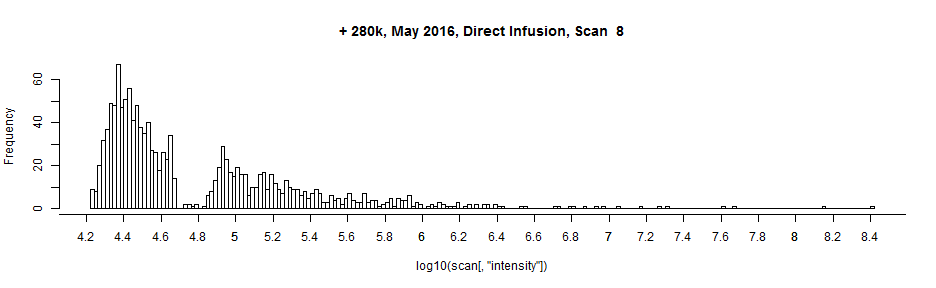 + 280k, May 2016, Direct Infusion, Scan  8
Frequency
60
40
20
0
4.2 4.4 4.6 4.8 5 5.2 5.4 5.6 5.8 6 6.2 6.4 6.6 6.8 7 7.2 7.4 7.6 7.8 8 8.2 8.4
log10(scan[, "intensity"])